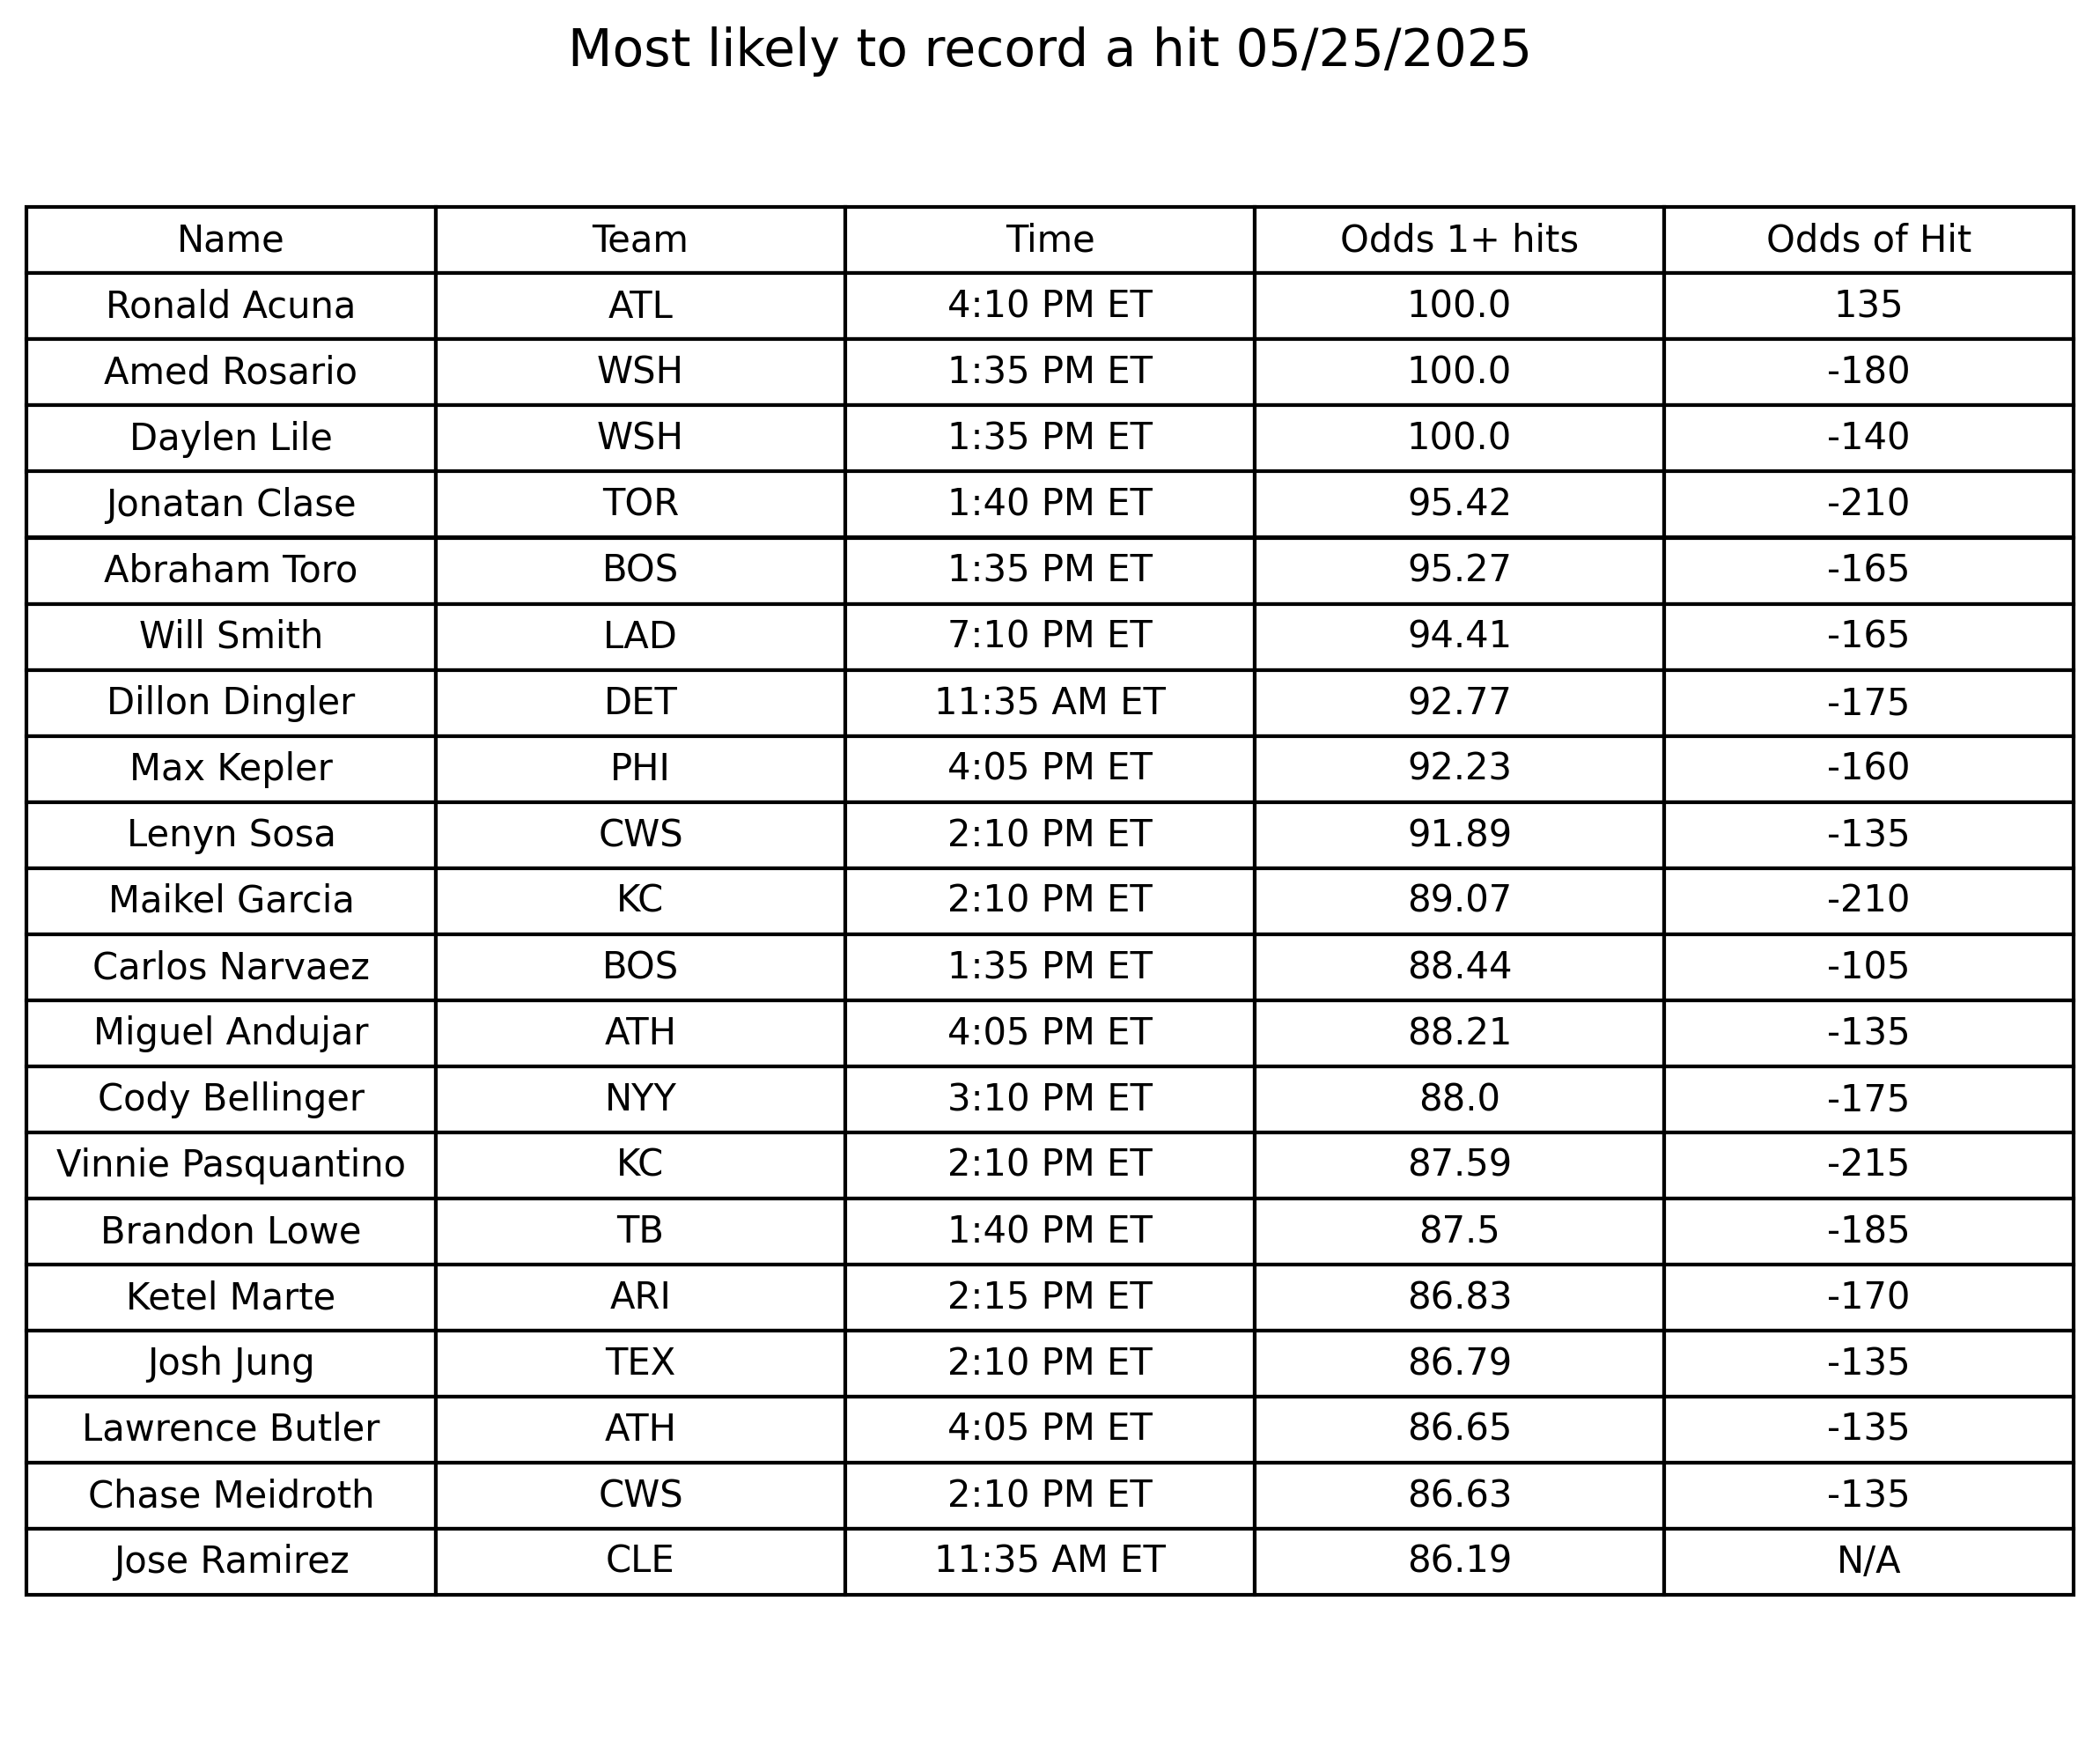 Most likely to record a hit 05/25/2025
Name Team Time Odds 1+ hits Odds of Hit
Ronald Acuna ATL 4:10 PM ET 100.0 135
Amed Rosario WSH 1:35 PM ET 100.0 -180
Daylen Lile WSH 1:35 PM ET 100.0 -140
Jonatan Clase TOR 1:40 PM ET 95.42 -210
Abraham Toro BOS 1:35 PM ET 95.27 -165
Will Smith LAD 7:10 PM ET 94.41 -165
Dillon Dingler DET 11:35 AM ET 92.77 -175
Max Kepler PHI 4:05 PM ET 92.23 -160
Lenyn Sosa CWS 2:10 PM ET 91.89 -135
Maikel Garcia KC 2:10 PM ET 89.07 -210
Carlos Narvaez BOS 1:35 PM ET 88.44 -105
Miguel Andujar ATH 4:05 PM ET 88.21 -135
Cody Bellinger NYY 3:10 PM ET 88.0 -175
Vinnie Pasquantino KC 2:10 PM ET 87.59 -215
Brandon Lowe TB 1:40 PM ET 87.5 -185
Ketel Marte ARI 2:15 PM ET 86.83 -170
Josh Jung TEX 2:10 PM ET 86.79 -135
Lawrence Butler ATH 4:05 PM ET 86.65 -135
Chase Meidroth CWS 2:10 PM ET 86.63 -135
Jose Ramirez CLE 11:35 AM ET 86.19 N/A